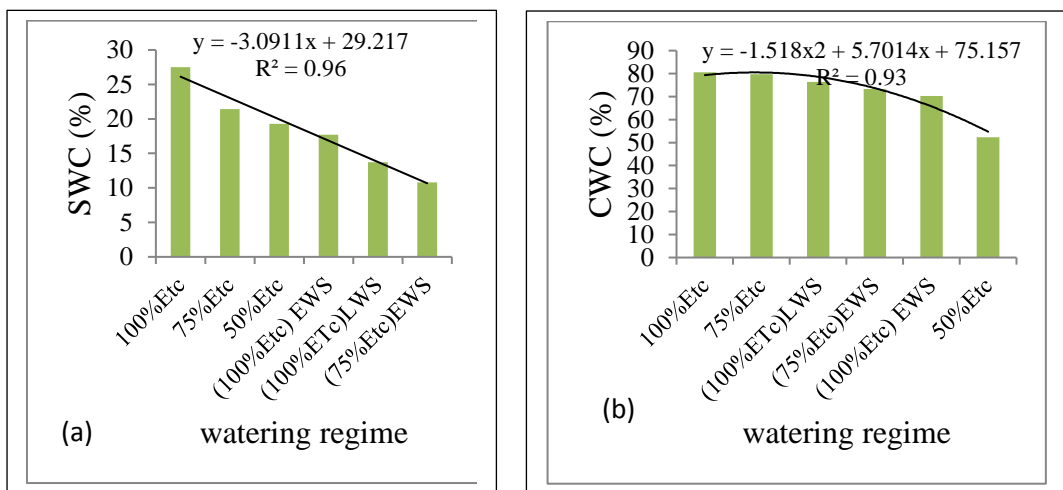 y = -3.0911x + 29.217
R² = 0.96
30
25
20
15
10
5
0
SWC (%)
100%Etc
75%Etc
50%Etc
(100%Etc) EWS
(100%ETc)LWS
(75%Etc)EWS
(a)
watering regime
y = -1.518x2 + 5.7014x + 75.157
R² = 0.93
90
80
70
60
50
40
30
20
10
0
CWC (%)
100%Etc
75%Etc
(100%ETc)LWS
(75%Etc)EWS
(100%Etc) EWS
50%Etc
(b)
watering regime